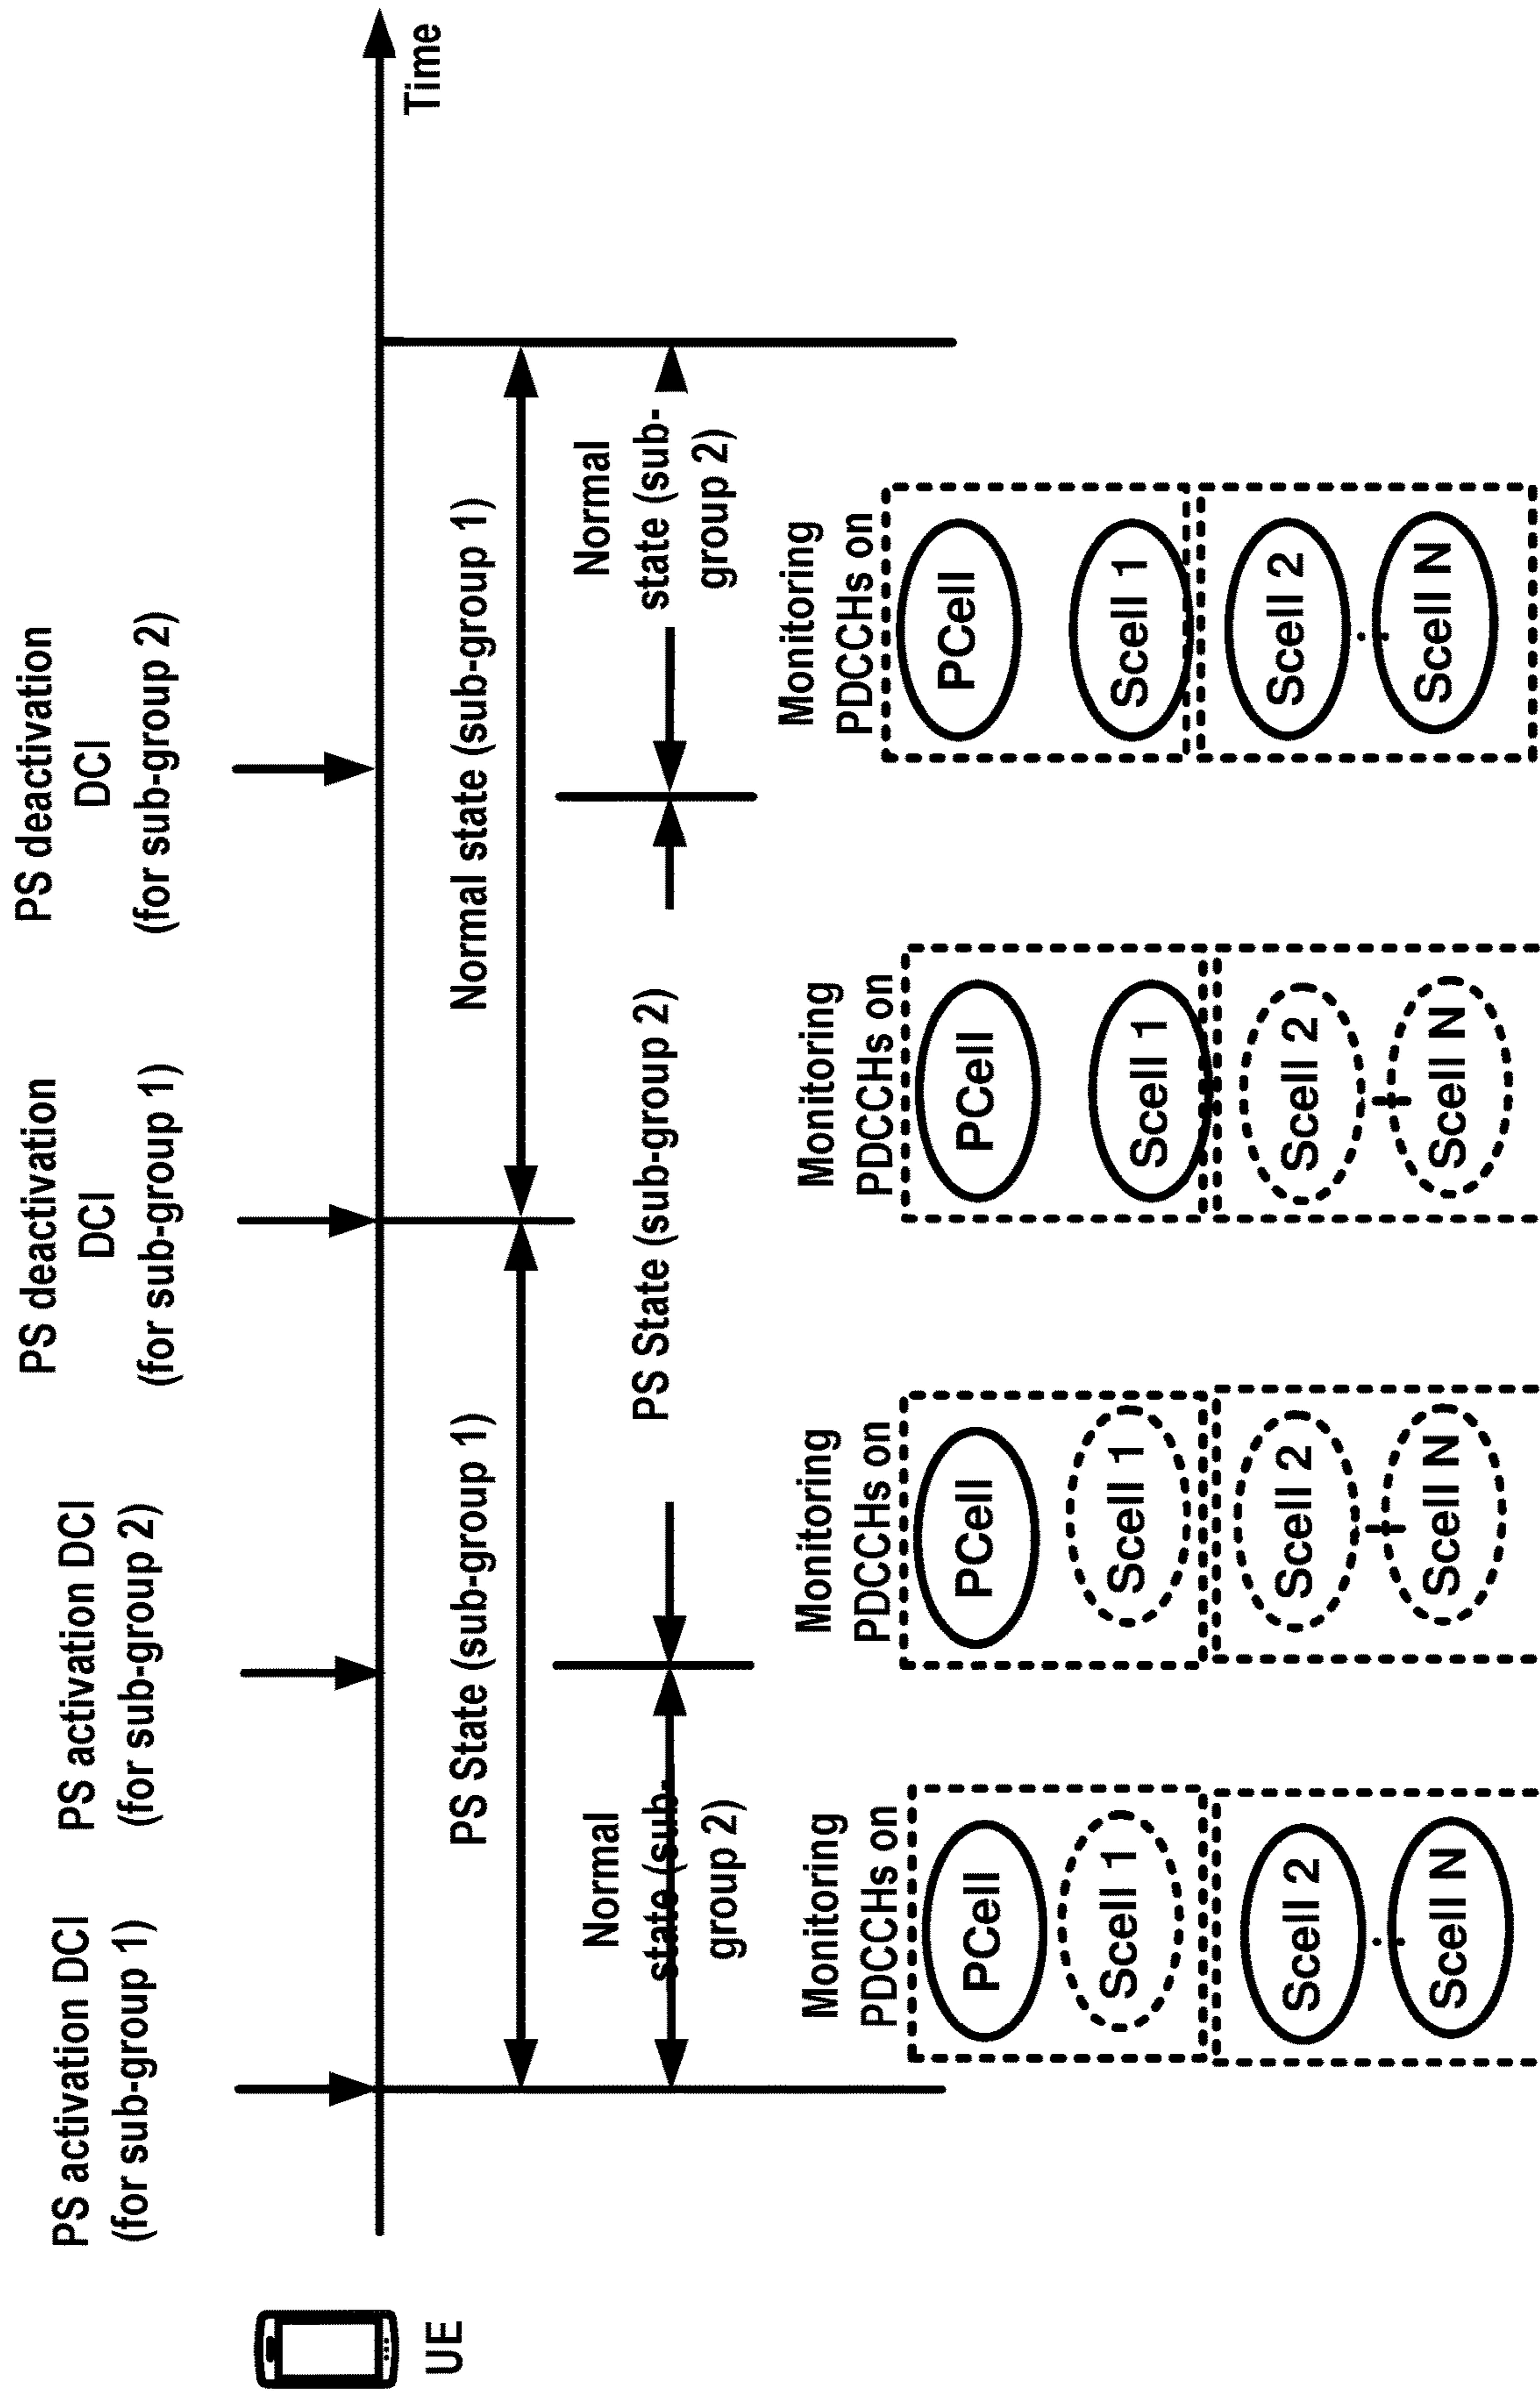 PS activation DCI
(for sub-group 1)
PS activation DCI
(for sub-group 2)
PS deactivation
DCI
(for sub-group 1)
PS deactivation
DCI
(for sub-group 2)
UE
Time
PS State (sub-group 1)
Normal state (sub-group 1)
Normal
state (sub-
group 2)
PS State (sub-group 2)
Normal
state (sub-
group 2)
Monitoring
PDCCHs on
PCell
Scell 1
Scell 2
...
Scell N
Monitoring
PDCCHs on
PCell
Scell 1
Scell 2
Scell N
Monitoring
PDCCHs on
PCell
Scell 1
Scell 2
Scell N
Monitoring
PDCCHs on
PCell
Scell 1
Scell 2
...
Scell N